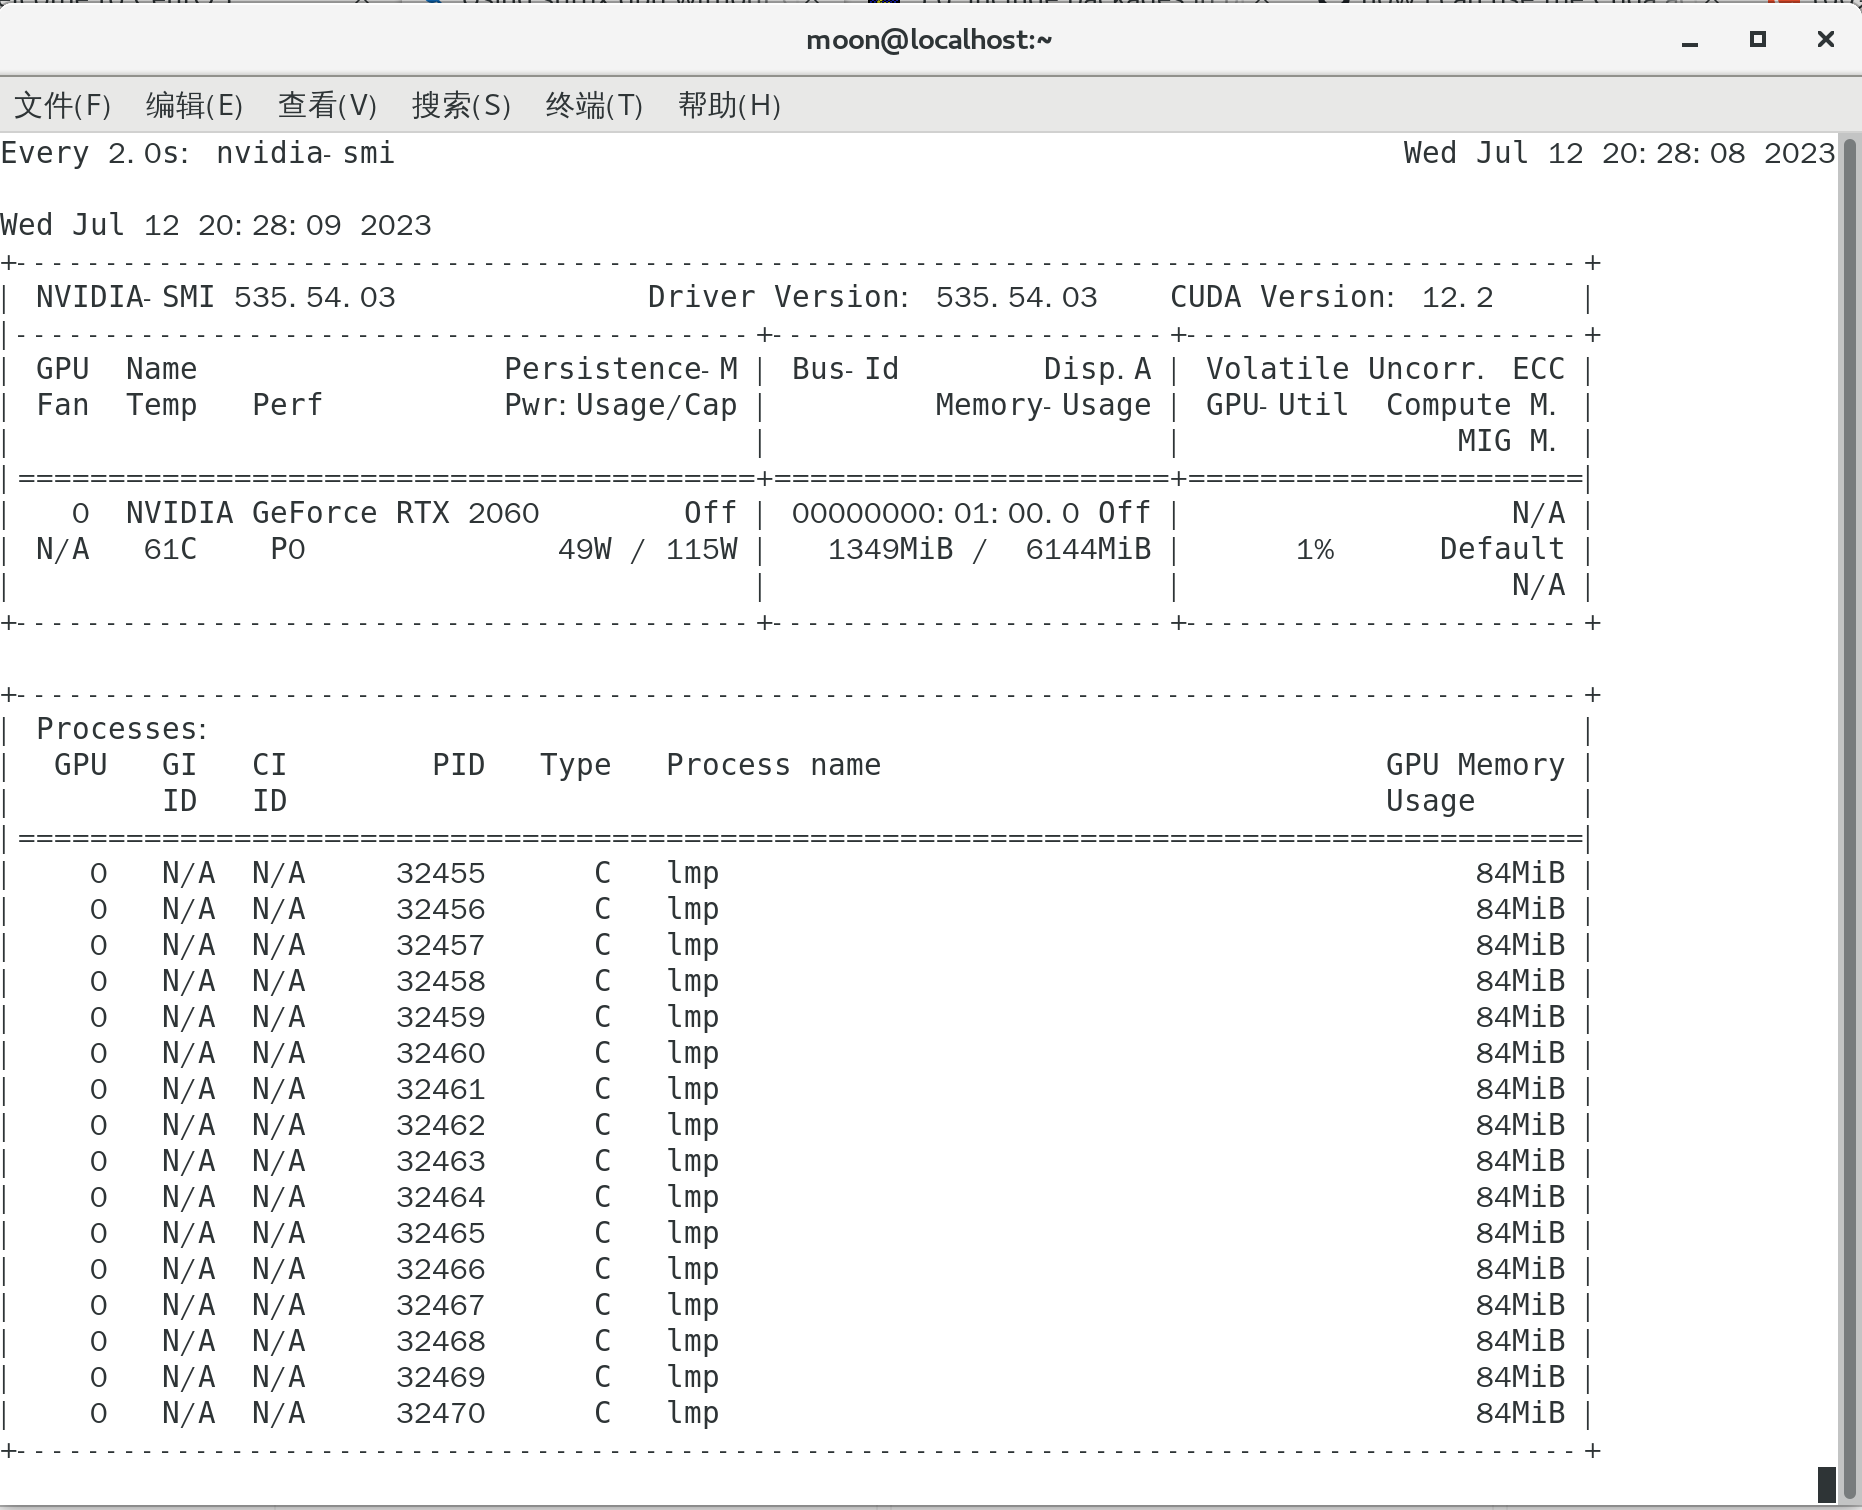 moon@localhost:~
文件(F) 编辑(E) 查看(V) 搜索(S) 终端(T) 帮助(H)
Every 2.0s: nvidia-smi Wed Jul 12 20:28:08 2023
Wed Jul 12 20:28:09 2023
+---------------------------------------------------------------------------------------+
| NVIDIA-SMI 535.54.03              Driver Version: 535.54.03    CUDA Version: 12.2     |
|-----------------------------------------+----------------------+----------------------+
| GPU  Name                 Persistence-M | Bus-Id        Disp.A | Volatile Uncorr. ECC |
| Fan  Temp   Perf          Pwr:Usage/Cap |         Memory-Usage | GPU-Util  Compute M. |
|                                         |                      |               MIG M. |
|=========================================+======================+======================|
|   0  NVIDIA GeForce RTX 2060        Off | 00000000:01:00.0 Off |                  N/A |
| N/A   61C    P0              49W / 115W |   1349MiB /  6144MiB |      1%      Default |
|                                         |                      |                  N/A |
+-----------------------------------------+----------------------+----------------------+
+---------------------------------------------------------------------------------------+
| Processes:                                                                            |
|  GPU   GI   CI        PID   Type   Process name                            GPU Memory |
|        ID   ID                                                             Usage      |
|=======================================================================================|
|    0   N/A  N/A     32455      C   lmp                                          84MiB |
|    0   N/A  N/A     32456      C   lmp                                          84MiB |
|    0   N/A  N/A     32457      C   lmp                                          84MiB |
|    0   N/A  N/A     32458      C   lmp                                          84MiB |
|    0   N/A  N/A     32459      C   lmp                                          84MiB |
|    0   N/A  N/A     32460      C   lmp                                          84MiB |
|    0   N/A  N/A     32461      C   lmp                                          84MiB |
|    0   N/A  N/A     32462      C   lmp                                          84MiB |
|    0   N/A  N/A     32463      C   lmp                                          84MiB |
|    0   N/A  N/A     32464      C   lmp                                          84MiB |
|    0   N/A  N/A     32465      C   lmp                                          84MiB |
|    0   N/A  N/A     32466      C   lmp                                          84MiB |
|    0   N/A  N/A     32467      C   lmp                                          84MiB |
|    0   N/A  N/A     32468      C   lmp                                          84MiB |
|    0   N/A  N/A     32469      C   lmp                                          84MiB |
|    0   N/A  N/A     32470      C   lmp                                          84MiB |
+---------------------------------------------------------------------------------------+